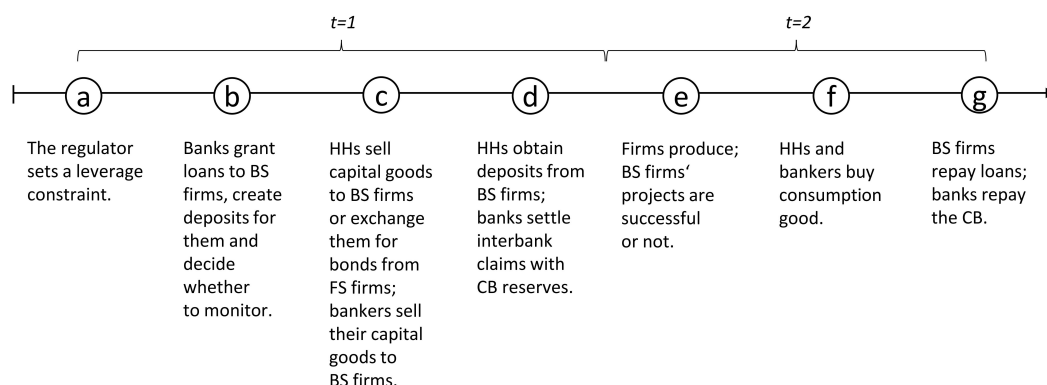 t=1
t=2
a
b
c
d
e
f
g
The regulator
sets a leverage
constraint.
Banks grant
loans to BS
firms, create
deposits for
them and
decide
whether
to monitor.
HHs sell
capital goods
to BS firms
or exchange
them for
bonds from
FS firms;
bankers sell
their capital
goods to
BS firms.
HHs obtain
deposits from
BS firms;
banks settle
interbank
claims with
CB reserves.
Firms produce;
BS firms‘
projects are
successful
or not.
HHs and
bankers buy
consumption
good.
BS firms
repay loans;
banks repay
the CB.